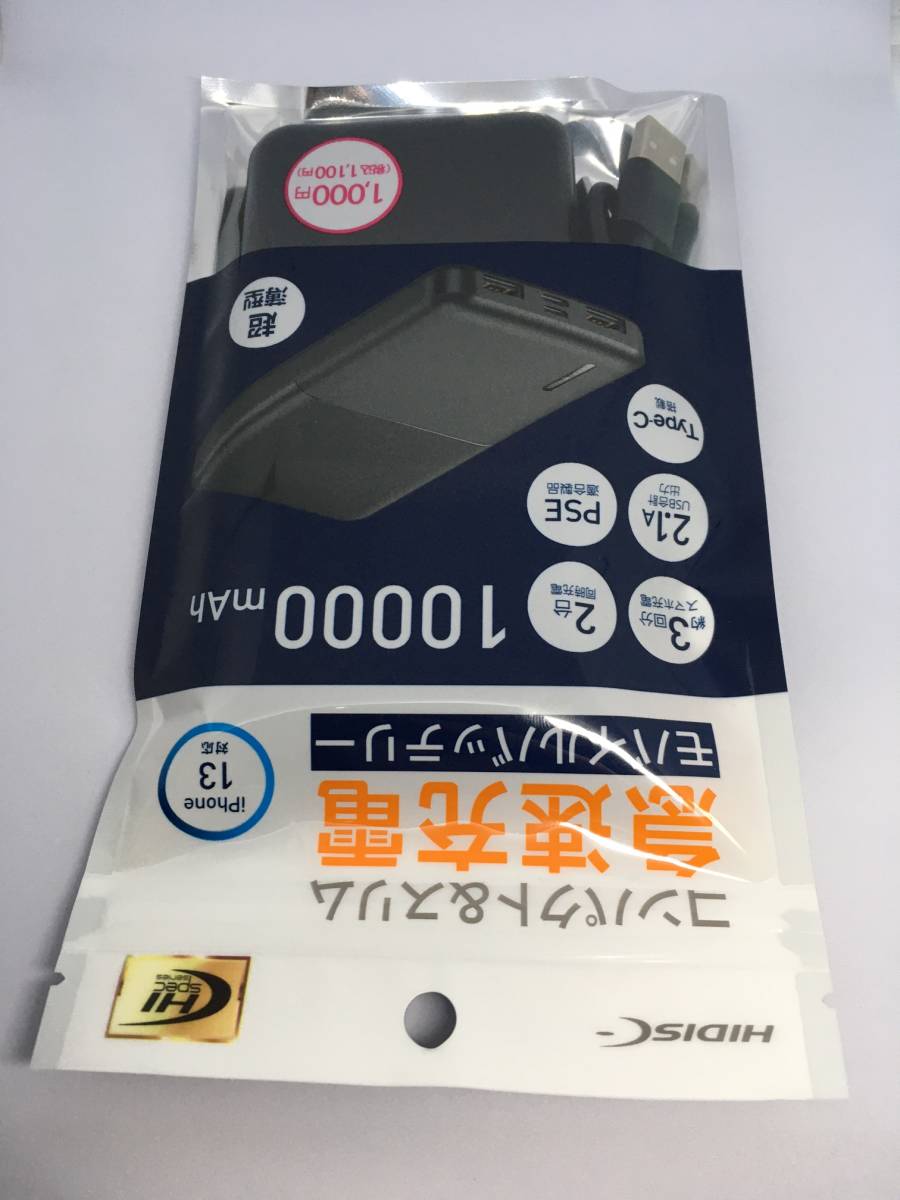 HIDISC
HI
spec
series
コンパクト&スリム
急速充電
モバイルバッテリー
iPhone
13
対応
約3回分
スマホ充電
2台
同時充電
10000mAh
2.1A
USB合計
出力
PSE
適合製品
Type-C
搭載
超
薄型
1,000円
(税込1,100円)